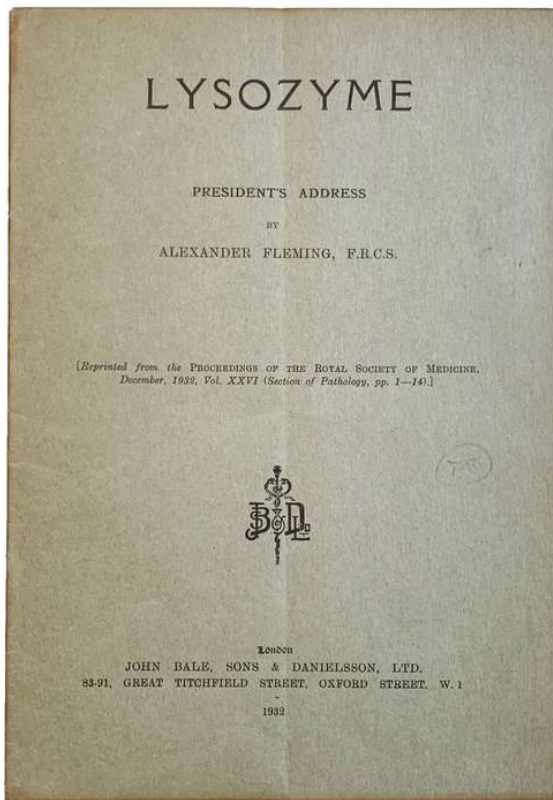 LYSOZYME
PRESIDENT'S ADDRESS
BY
ALEXANDER FLEMING, F.R.C.S.
[Reprinted from the PROCEEDINGS OF THE ROYAL SOCIETY OF MEDICINE,
December, 1932, Vol. XXVI (Section of Pathology, pp. 1—14).]
London
JOHN BALE, SONS & DANIELSSON, LTD.
83-91, GREAT TITCHFIELD STREET, OXFORD STREET, W. 1
1932